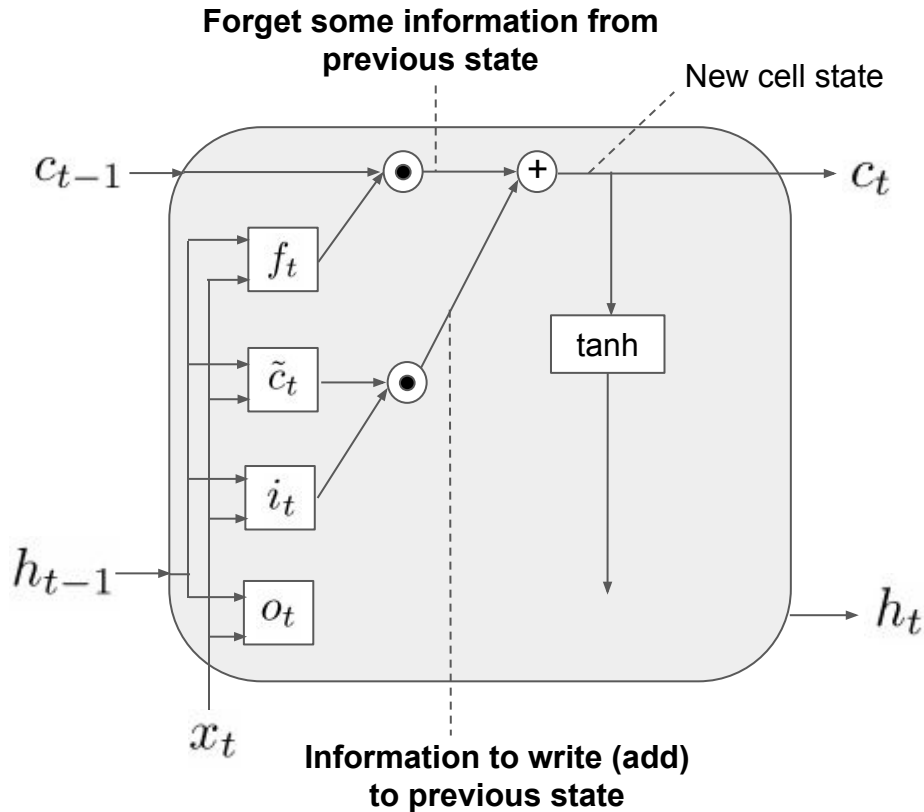 Forget some information from
previous state
New cell state
c_{t-1}
+
c_t
f_t
tanh
\tilde{c}_t
i_t
h_{t-1}
o_t
h_t
x_t
Information to write (add)
to previous state